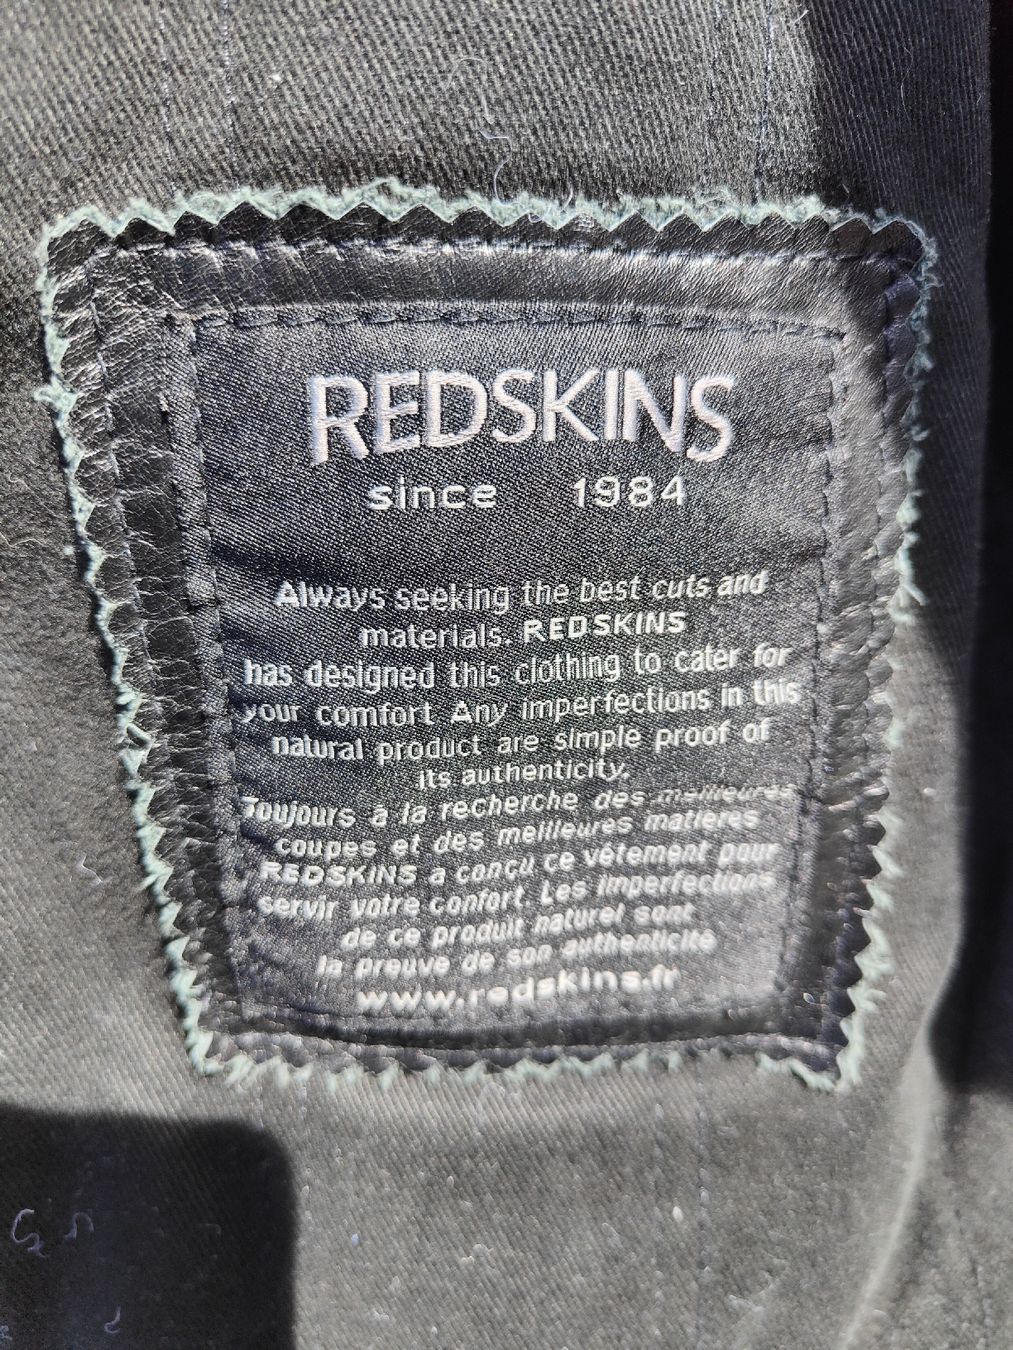 REDSKINS
since 1984
Always seeking the best cuts and
materials. REDSKINS
has designed this clothing to cater for
your comfort Any imperfections in this
natural product are simple proof of
its authenticity.
Toujours à la recherche des meilleures
coupes et des meilleures matières
REDSKINS a conçu ce vétement pour
servir votre confort. Les imperfections
de ce produit naturel sont
la preuve de son authenticité
www.redskins.fr